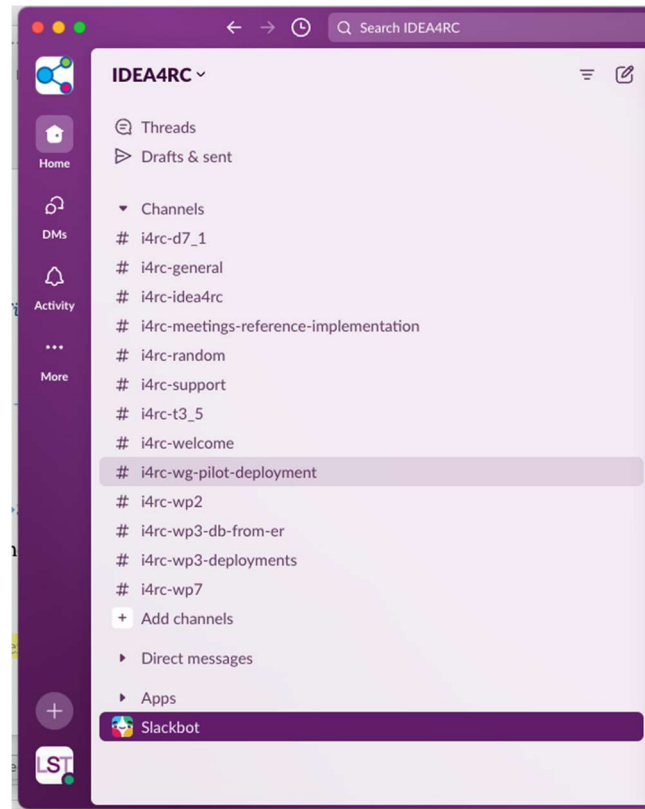 Search IDEA4RC
IDEA4RC
Home
DMs
Activity
More
Threads
Drafts & sent
Channels
# i4rc-d7_1
# i4rc-general
# i4rc-idea4rc
# i4rc-meetings-reference-implementation
# i4rc-random
# i4rc-support
# i4rc-t3_5
# i4rc-welcome
# i4rc-wg-pilot-deployment
# i4rc-wp2
# i4rc-wp3-db-from-er
# i4rc-wp3-deployments
# i4rc-wp7
+ Add channels
Direct messages
Apps
Slackbot
LST